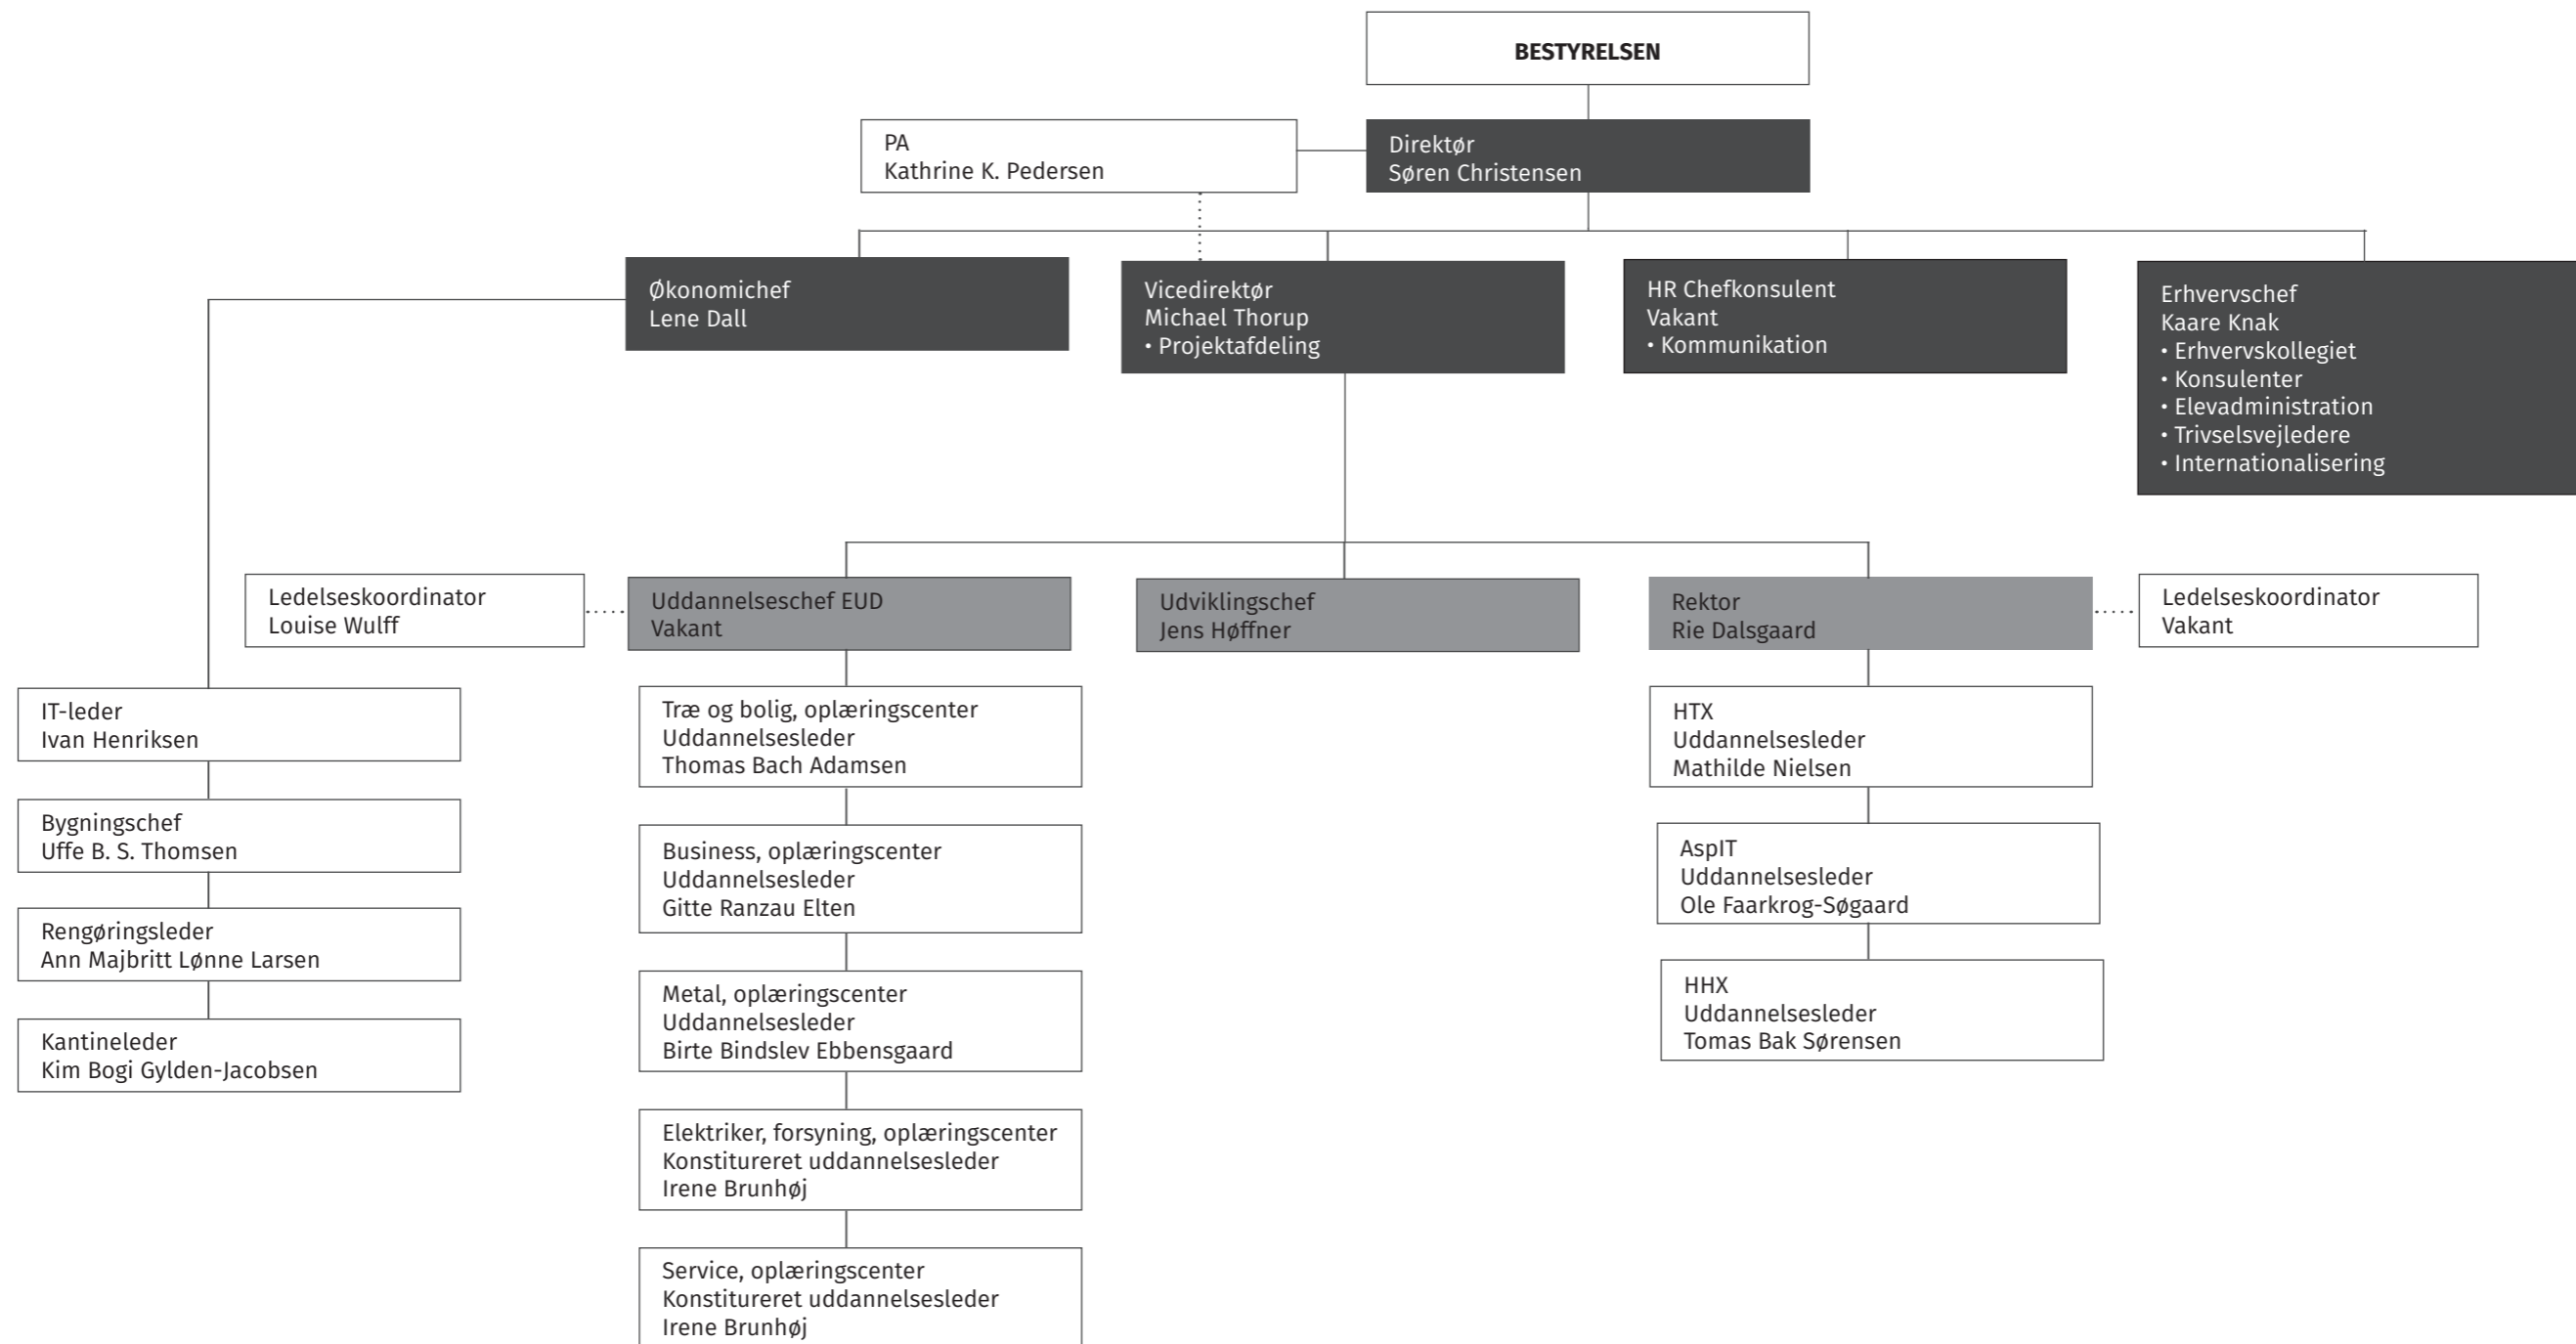 BESTYRELSEN
PA
Kathrine K. Pedersen
Direktør
Søren Christensen
Økonomichef
Lene Dall
Vicedirektør
Michael Thorup
• Projektafdeling
HR Chefkonsulent
Vakant
• Kommunikation
Erhvervschef
Kaare Knak
• Erhvervskollegiet
• Konsulenter
• Elevadministration
• Trivselsvejledere
• Internationalisering
Ledelseskoordinator
Louise Wulff
Uddannelseschef EUD
Vakant
Udviklingschef
Jens Høffner
Rektor
Rie Dalsgaard
Ledelseskoordinator
Vakant
IT-leder
Ivan Henriksen
Bygningschef
Uffe B. S. Thomsen
Rengøringsleder
Ann Majbritt Lønne Larsen
Kantineleder
Kim Bogi Gylden-Jacobsen
Træ og bolig, oplæringscenter
Uddannelsesleder
Thomas Bach Adamsen
Business, oplæringscenter
Uddannelsesleder
Gitte Ranzau Elten
Metal, oplæringscenter
Uddannelsesleder
Birte Bindslev Ebbensgaard
Elektriker, forsyning, oplæringscenter
Konstitureret uddannelsesleder
Irene Brunhøj
Service, oplæringscenter
Konstitureret uddannelsesleder
Irene Brunhøj
HTX
Uddannelsesleder
Mathilde Nielsen
AspIT
Uddannelsesleder
Ole Faarkrog-Søgaard
HHX
Uddannelsesleder
Tomas Bak Sørensen